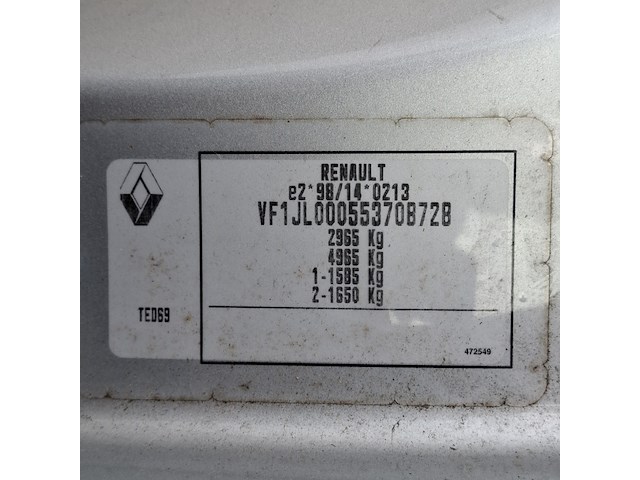 RENAULT
e2*98/14*0213
VF1JL000553708728
2965 Kg
4965 Kg
1-1585 Kg
2-1650 Kg
TED69
472549